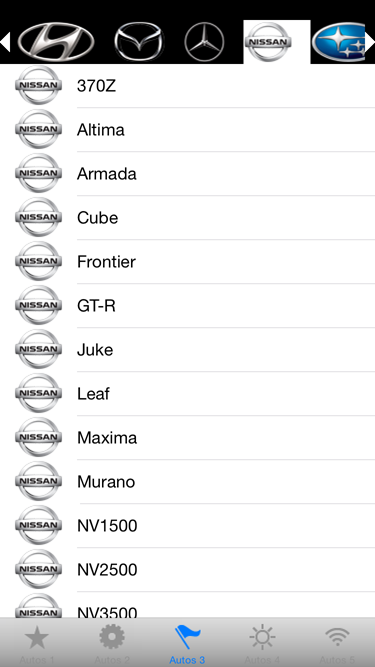 NISSAN
NISSAN 370Z
NISSAN Altima
NISSAN Armada
NISSAN Cube
NISSAN Frontier
NISSAN GT-R
NISSAN Juke
NISSAN Leaf
NISSAN Maxima
NISSAN Murano
NISSAN NV1500
NISSAN NV2500
NISSAN NV3500
Autos 1 Autos 2 Autos 3 Autos 4 Autos 5